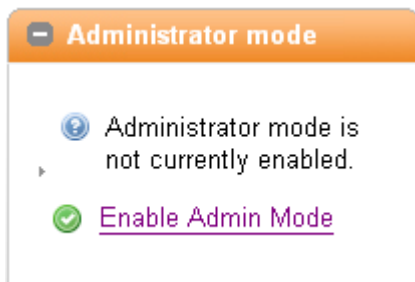 Administrator mode
Administrator mode is
not currently enabled.
Enable Admin Mode